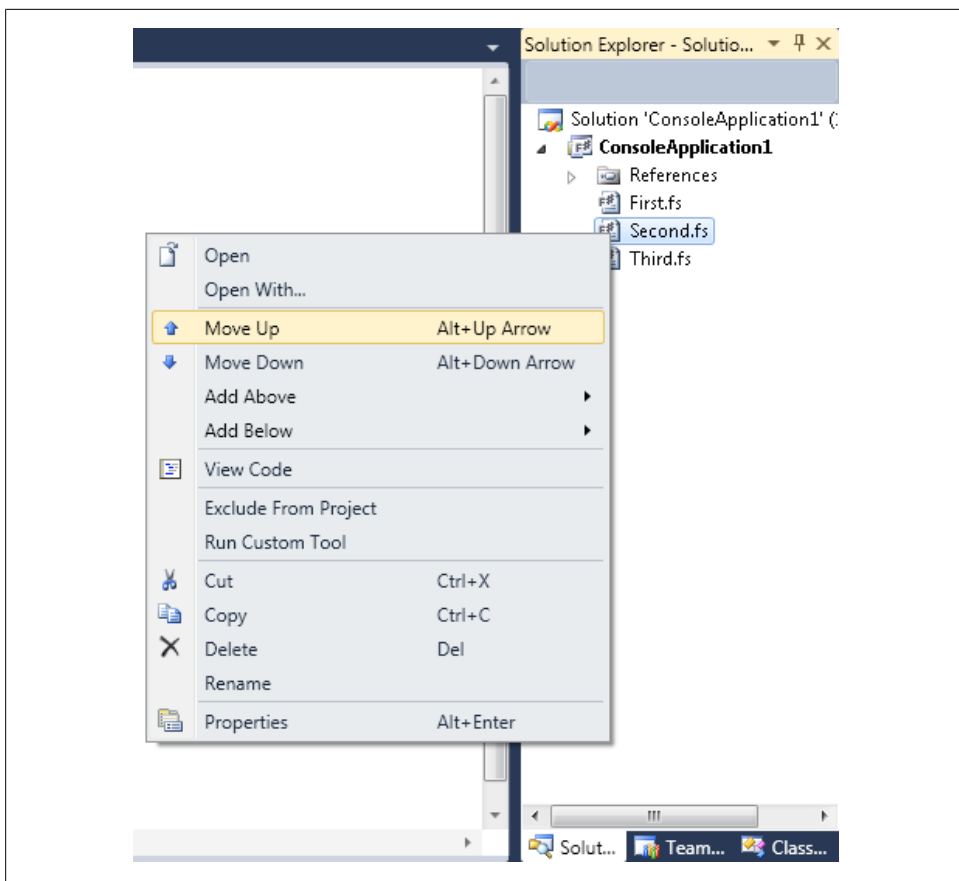 Solution Explorer - Solutio...
Solution 'ConsoleApplication1' (
ConsoleApplication1
References
First.fs
Second.fs
Third.fs
Open
Open With...
Move Up Alt+Up Arrow
Move Down Alt+Down Arrow
Add Above
Add Below
View Code
Exclude From Project
Run Custom Tool
Cut Ctrl+X
Copy Ctrl+C
Delete Del
Rename
Properties Alt+Enter
Solut... Team... Class...